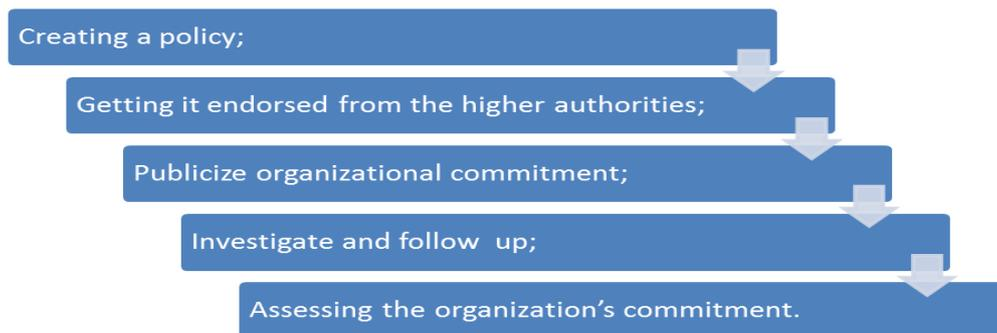 Creating a policy;
Getting it endorsed from the higher authorities;
Publicize organizational commitment;
Investigate and follow  up;
Assessing the organization’s commitment.